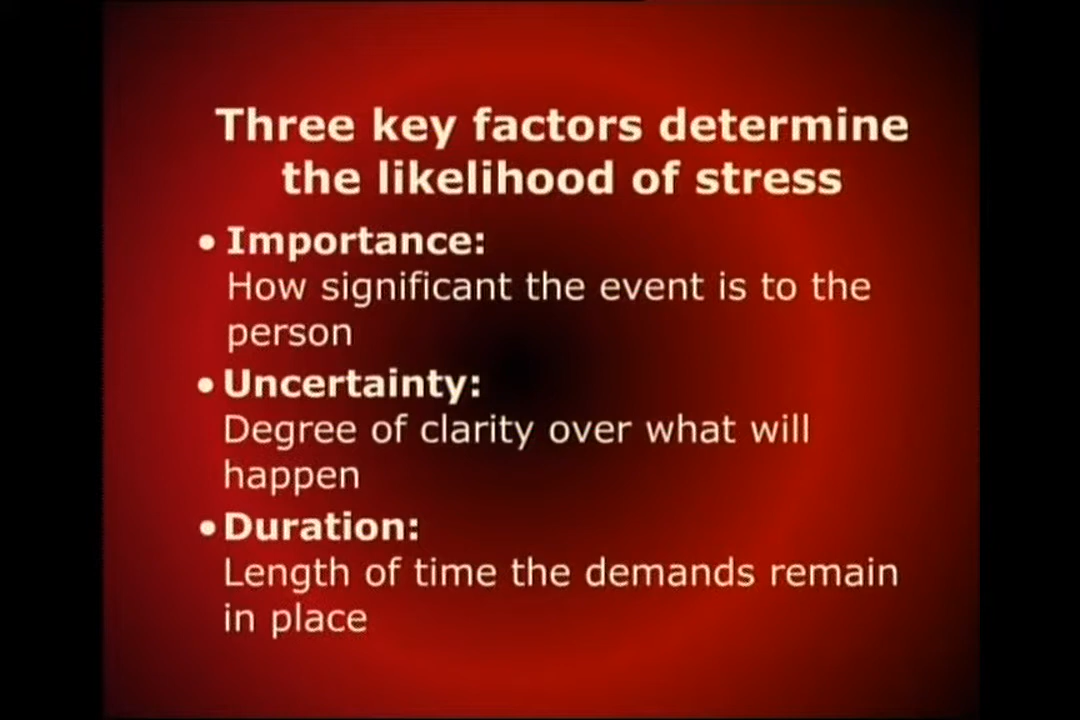 Three key factors determine
the likelihood of stress
• Importance:
How significant the event is to the
person
• Uncertainty:
Degree of clarity over what will
happen
• Duration:
Length of time the demands remain
in place